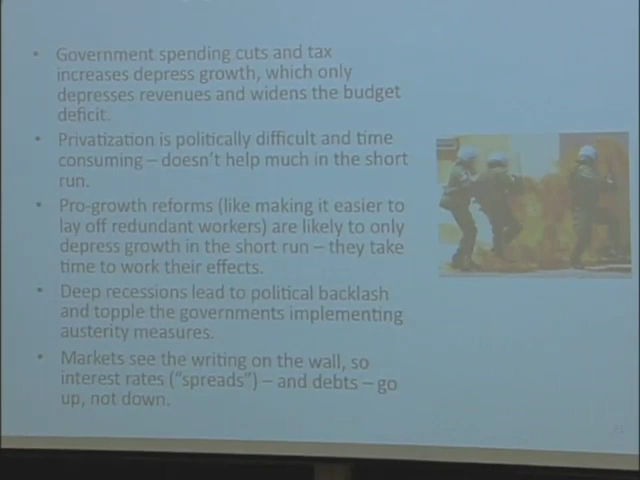 • Government spending cuts and tax
increases depress growth, which only
depresses revenues and widens the budget
deficit.
• Privatization is politically difficult and time
consuming – doesn't help much in the short
run.
• Pro-growth reforms (like making it easier to
lay off redundant workers) are likely to only
depress growth in the short run – they take
time to work their effects.
• Deep recessions lead to political backlash
and topple the governments implementing
austerity measures.
• Markets see the writing on the wall, so
interest rates ("spreads") – and debts – go
up, not down.